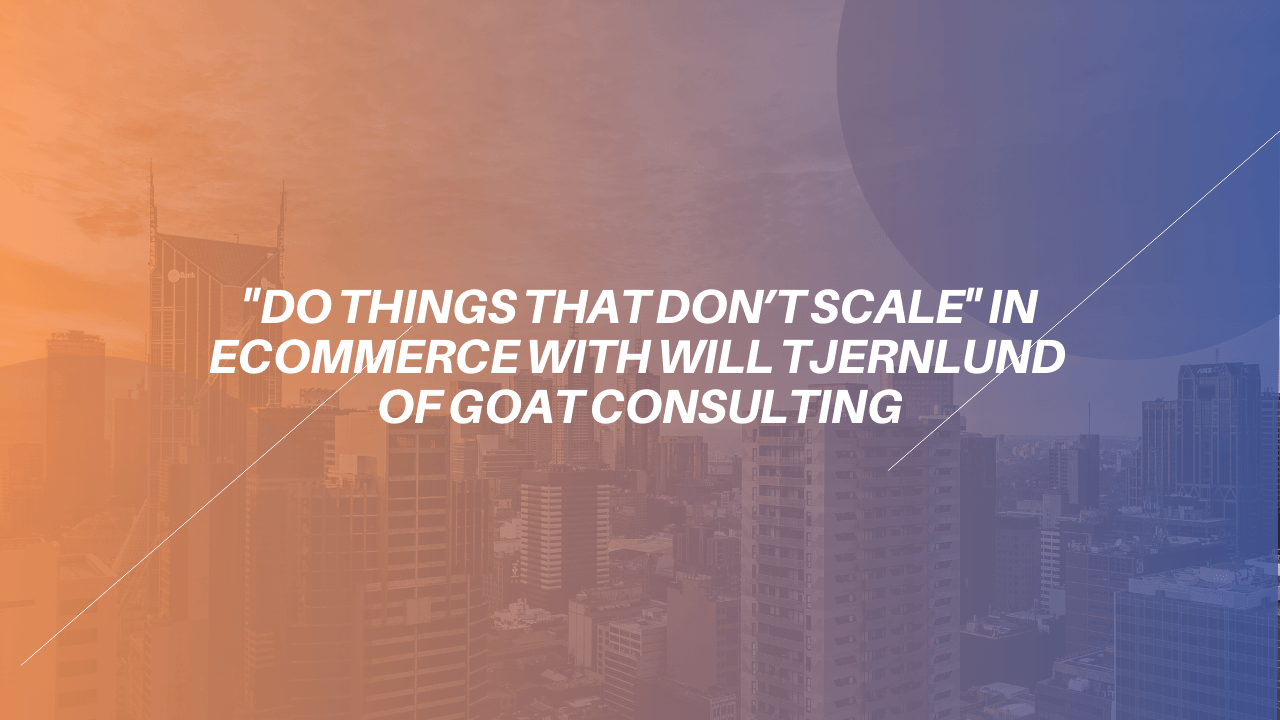 "DO THINGS THAT DON’T SCALE" IN
ECOMMERCE WITH WILL TJERNLUND
OF GOAT CONSULTING